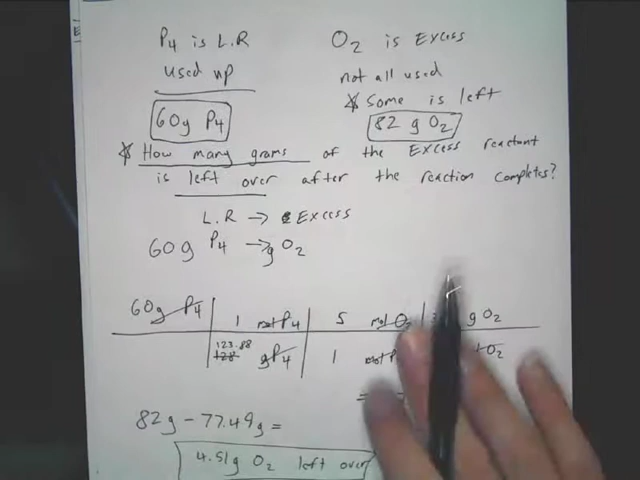 P4 is L.R
used up
60g P4
O2 is Excess
not all used
☆ Some is left
82 g O2
☆ How many grams of the Excess reactant
is left over after the reaction completes?
L.R → Excess
60g P4 → g O2
60g P4 | 1 mol P4 | 5 mol O2 | g O2
123.88 g P4 | 1 mol O2
=
82g - 77.49g =
4.51g O2 left over